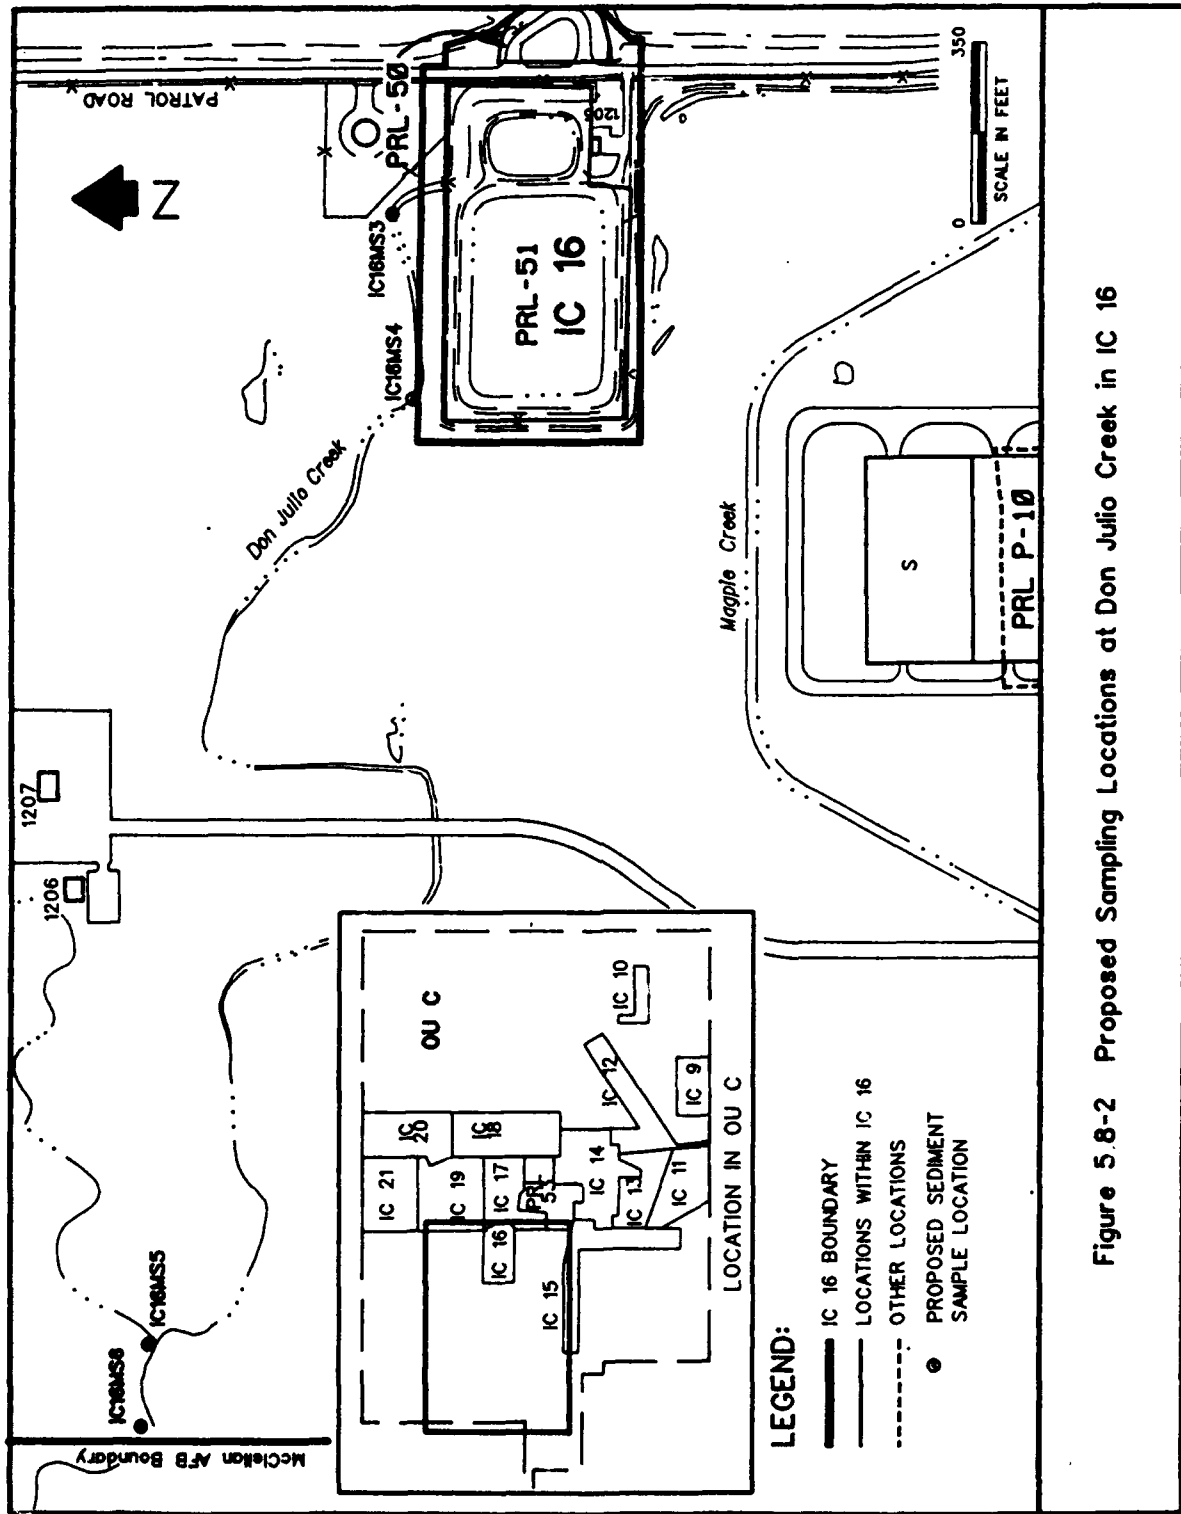 McClellan AFB Boundary
IC16MS6
IC16MS5
1206
1207
Don Julio Creek
IC16MS4
IC16MS3
PATROL ROAD
N
PRL-50
PRL-51
IC 16
1205
Magpie Creek
S
PRL P-10
0 350
SCALE IN FEET
OU C
IC 21
IC 20
IC 19
IC 18
IC 17
PRL 53
IC 16
IC 15
IC 14
IC 13
IC 12
IC 11
IC 10
IC 9
LOCATION IN OU C
LEGEND:
IC 16 BOUNDARY
LOCATIONS WITHIN IC 16
OTHER LOCATIONS
PROPOSED SEDIMENT
SAMPLE LOCATION
Figure 5.8-2 Proposed Sampling Locations at Don Julio Creek in IC 16